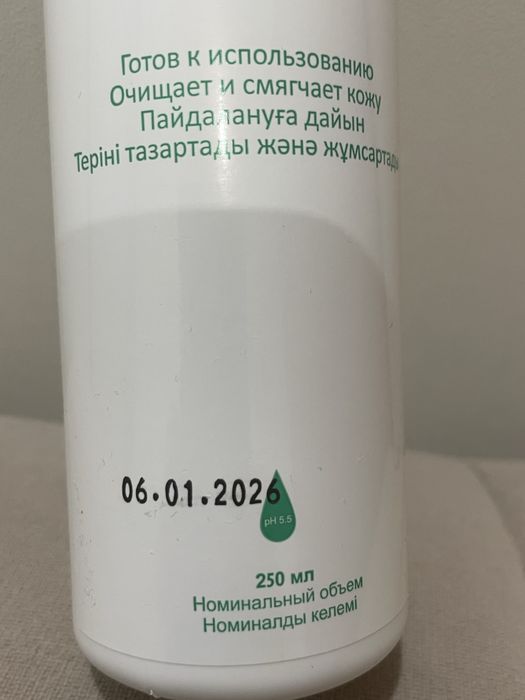 Готов к использованию
Очищает и смягчает кожу
Пайдалануға дайын
Теріні тазартады және жұмсартады
06.01.2026
pH 5.5
250 мл
Номинальный объем
Номиналды келемі